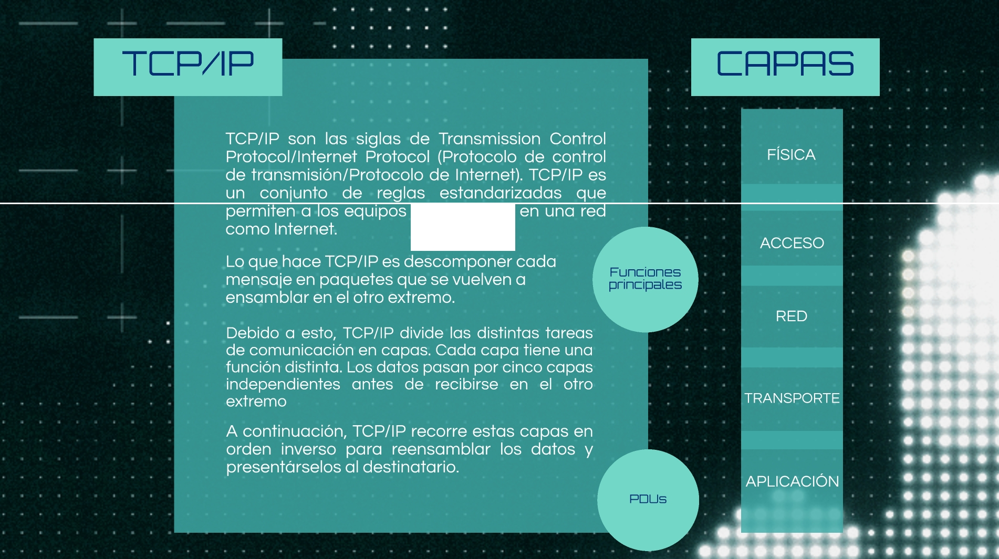 TCP/IP
TCP/IP son las siglas de Transmission Control
Protocol/Internet Protocol (Protocolo de control
de transmisión/Protocolo de Internet). TCP/IP es
un conjunto de reglas estandarizadas que
permiten a los equipos en una red
como Internet.
Lo que hace TCP/IP es descomponer cada
mensaje en paquetes que se vuelven a
ensamblar en el otro extremo.
Debido a esto, TCP/IP divide las distintas tareas
de comunicación en capas. Cada capa tiene una
función distinta. Los datos pasan por cinco capas
independientes antes de recibirse en el otro
extremo
A continuación, TCP/IP recorre estas capas en
orden inverso para reensamblar los datos y
presentárselos al destinatario.
Funciones
principales
PDUs
CAPAS
FÍSICA
ACCESO
RED
TRANSPORTE
APLICACIÓN